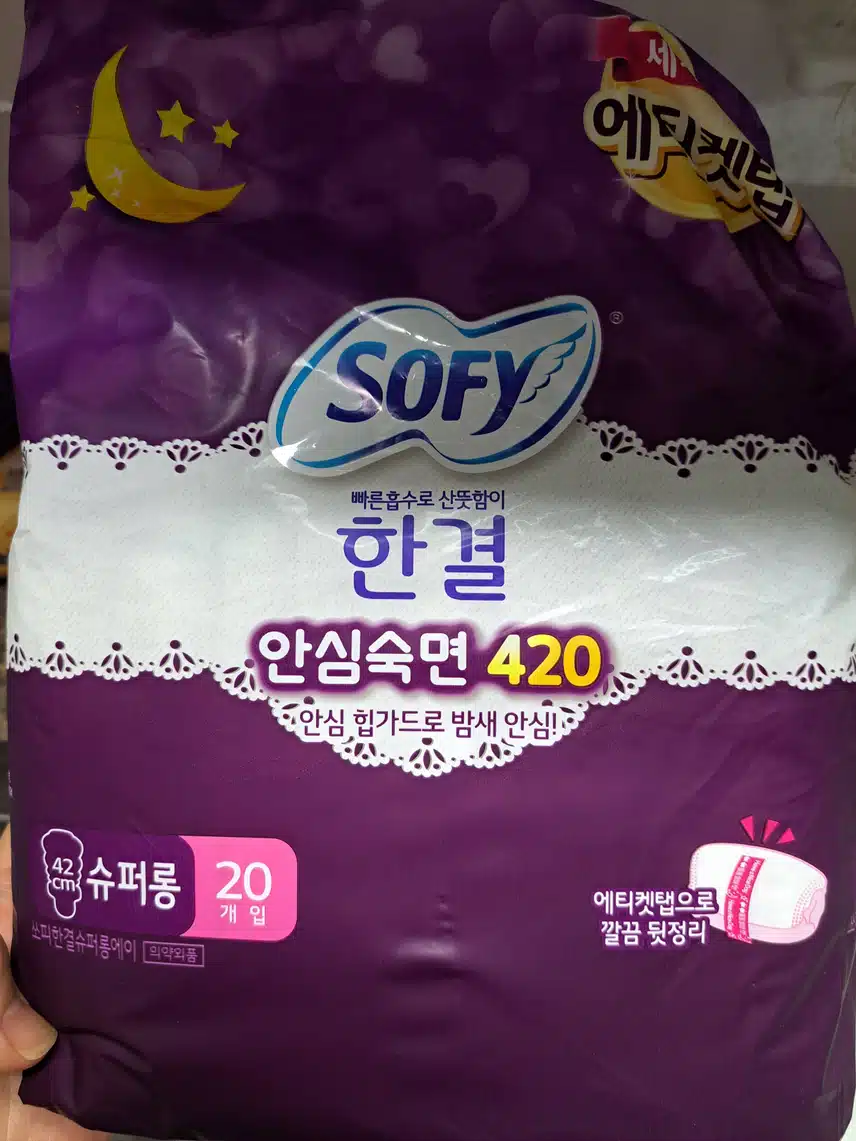 세
에티켓탭
SOFY
®
빠른흡수로 산뜻함이
한결
안심숙면 420
안심 힙가드로 밤새 안심!
42
cm
슈퍼롱
20
개 입
쏘피한결슈퍼롱에이 의약외품
에티켓탭으로
깔끔 뒷정리